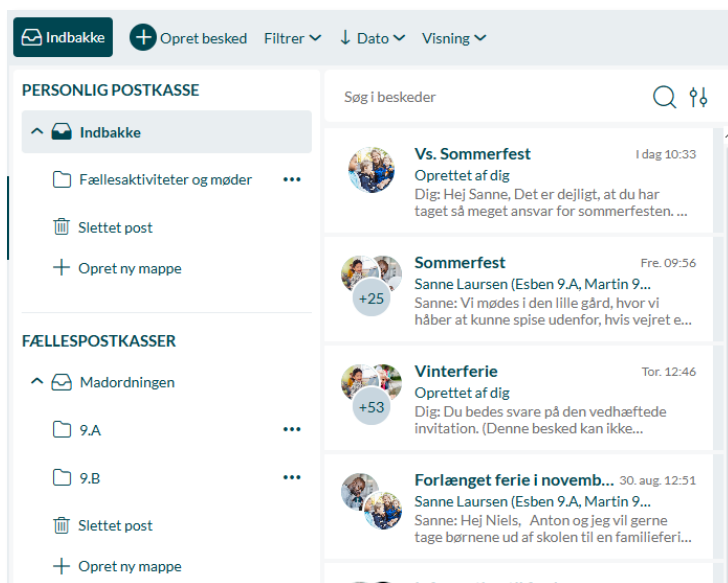 Indbakke Opret besked Filtrer Dato Visning
PERSONLIG POSTKASSE
Indbakke
Fællesaktiviteter og møder
Slettet post
Opret ny mappe
FÆLLESPOSTKASSER
Madordningen
9.A
9.B
Slettet post
Opret ny mappe
Søg i beskeder
Vs. Sommerfest I dag 10:33
Oprettet af dig
Dig: Hej Sanne, Det er dejligt, at du har
taget så meget ansvar for sommerfesten. ...
Sommerfest Fre. 09:56
Sanne Laursen (Esben 9.A, Martin 9...
Sanne: Vi mødes i den lille gård, hvor vi
håber at kunne spise udenfor, hvis vejret e...
+25
Vinterferie Tor. 12:46
Oprettet af dig
Dig: Du bedes svare på den vedhæftede
invitation. (Denne besked kan ikke...
+53
Forlænget ferie i novemb... 30. aug. 12:51
Sanne Laursen (Esben 9.A, Martin 9...
Sanne: Hej Niels, Anton og jeg vil gerne
tage børnene ud af skolen til en familieferi...